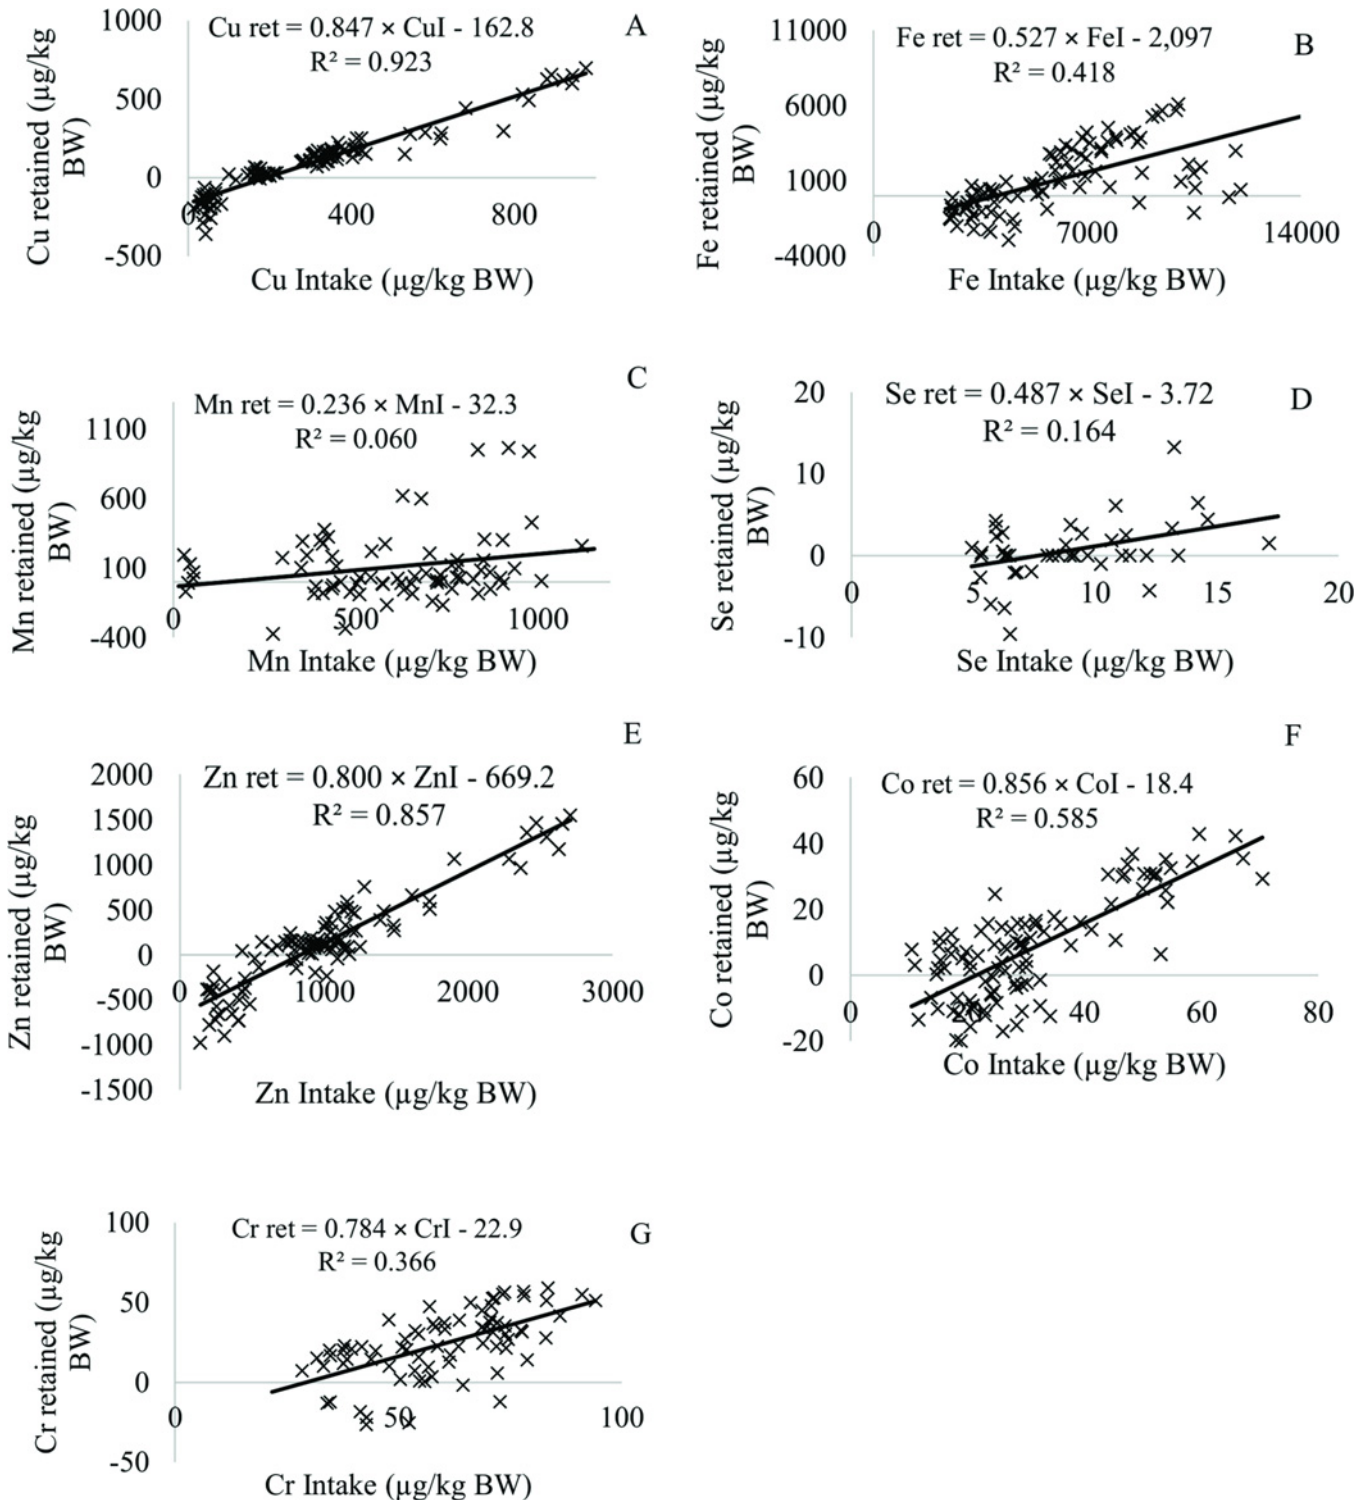 A
Cu ret = 0.847 × CuI - 162.8
R² = 0.923
1000
500
0
-500
0
400
800
Cu retained (µg/kg
BW)
Cu Intake (µg/kg BW)
B
Fe ret = 0.527 × FeI - 2,097
R² = 0.418
11000
6000
1000
-4000
0
7000
14000
Fe retained (µg/kg
BW)
Fe Intake (µg/kg BW)
C
Mn ret = 0.236 × MnI - 32.3
R² = 0.060
1100
600
100
-400
0
500
1000
Mn retained (µg/kg
BW)
Mn Intake (µg/kg BW)
D
Se ret = 0.487 × SeI - 3.72
R² = 0.164
20
10
0
-10
0
5
10
15
20
Se retained (µg/kg
BW)
Se Intake (µg/kg BW)
E
Zn ret = 0.800 × ZnI - 669.2
R² = 0.857
2000
1500
1000
500
0
-500
-1000
-1500
0
1000
2000
3000
Zn retained (µg/kg
BW)
Zn Intake (µg/kg BW)
F
Co ret = 0.856 × CoI - 18.4
R² = 0.585
60
40
20
0
-20
0
20
40
60
80
Co retained (µg/kg
BW)
Co Intake (µg/kg BW)
G
Cr ret = 0.784 × CrI - 22.9
R² = 0.366
100
50
0
-50
0
50
100
Cr retained (µg/kg
BW)
Cr Intake (µg/kg BW)